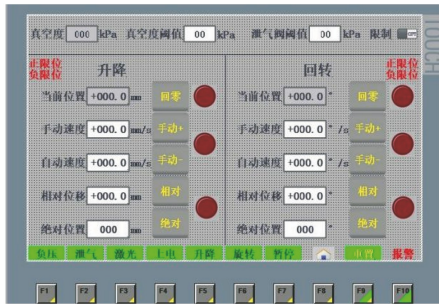 真空度 000 kPa 真空度阈值 00 kPa 泄气阀阈值 00 kPa 限制 OFF
正限位 升降 回转 正限位
负限位 负限位
当前位置 +000.0 mm 回零 当前位置 +000.0 ° 回零
手动速度 +000.0 mm/s 手动+ 手动速度 +000.0 ° /s 手动+
自动速度 +000.0 mm/s 手动- 自动速度 +000.0 ° /s 手动-
相对位移 +000.0 mm 相对 相对位移 +000.0 ° 相对
绝对位置 000 mm 绝对 绝对位置 000 ° 绝对
负压 泄气 激光 上电 升降 旋转 暂停 重置 报警
F1 F2 F3 F4 F5 F6 F7 F8 F9 F10
TOUCH